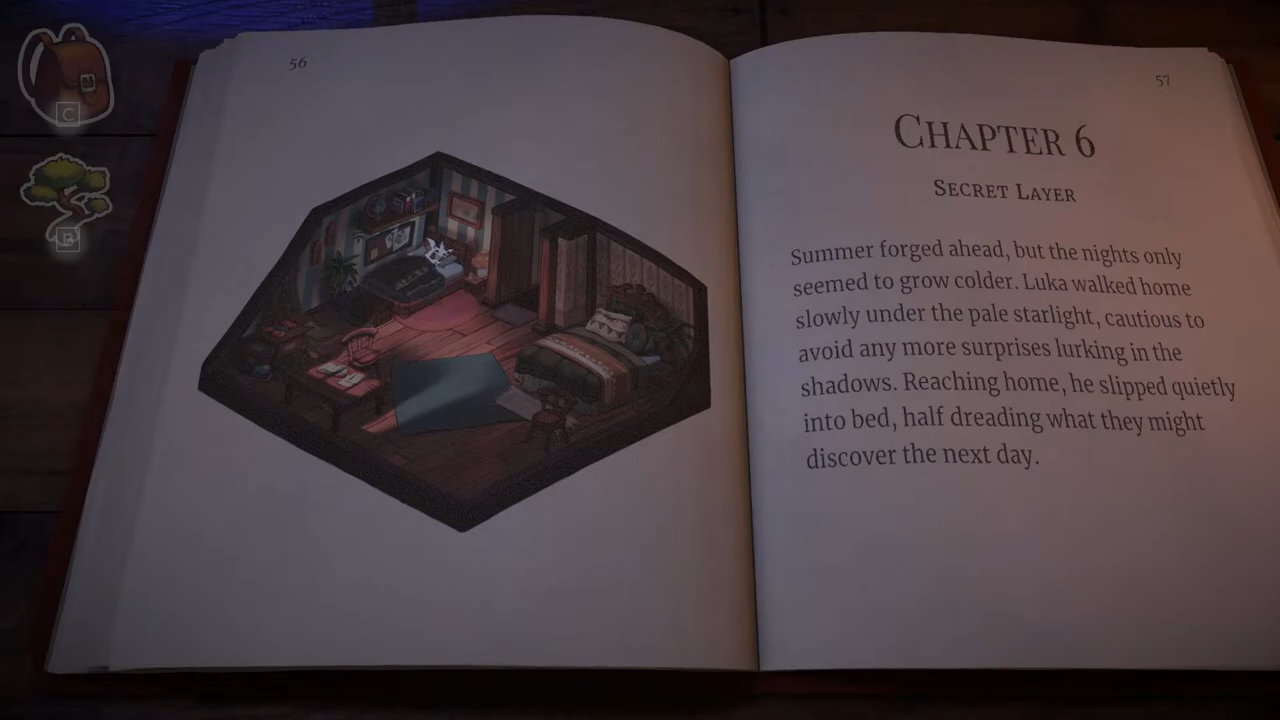 56
57
C
B
CHAPTER 6
SECRET LAYER
Summer forged ahead, but the nights only
seemed to grow colder. Luka walked home
slowly under the pale starlight, cautious to
avoid any more surprises lurking in the
shadows. Reaching home, he slipped quietly
into bed, half dreading what they might
discover the next day.